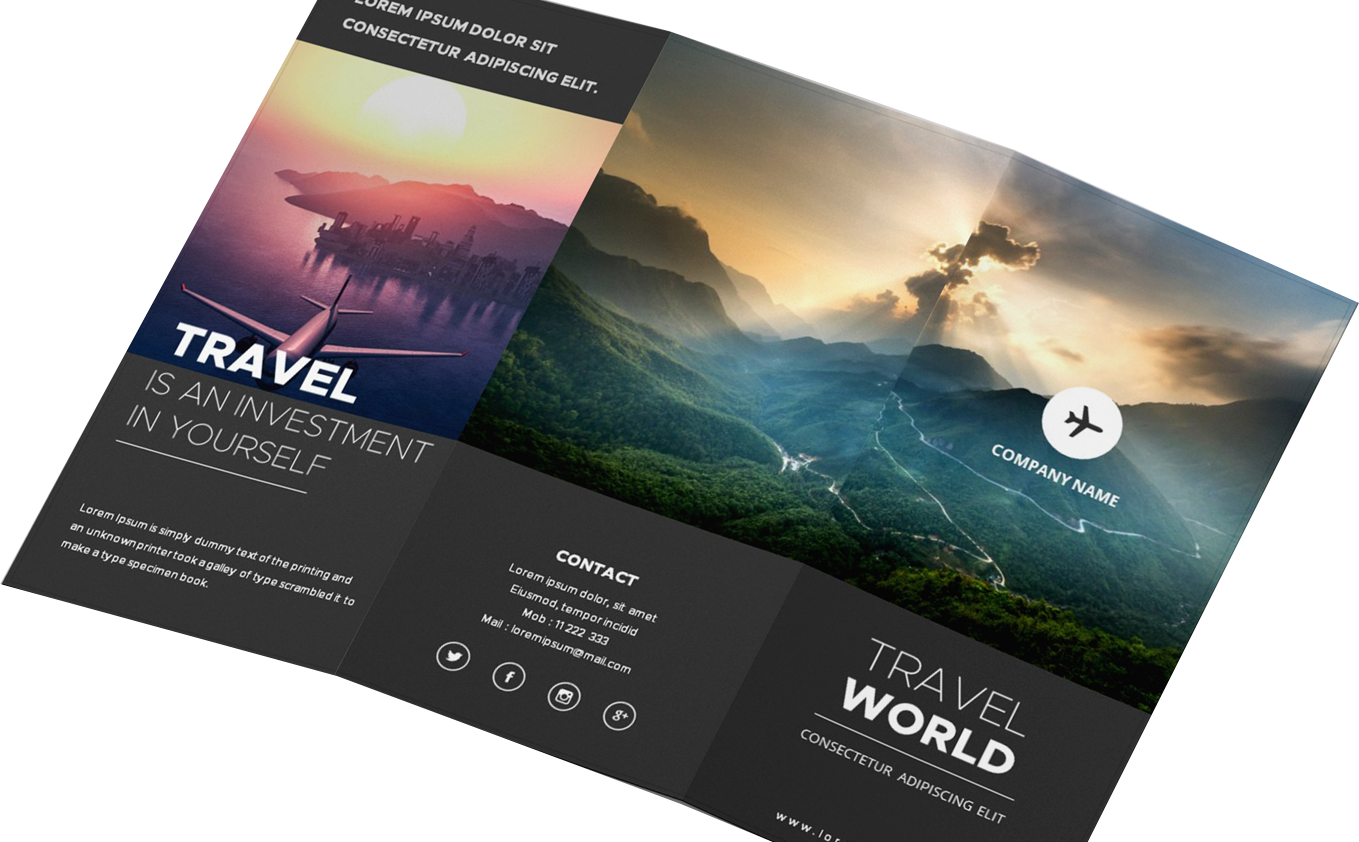 LOREM IPSUM DOLOR SIT
CONSECTETUR ADIPISCING ELIT.
TRAVEL
IS AN INVESTMENT
IN YOURSELF
Lorem Ipsum is simply dummy text of the printing and
an unknown printer took a galley of type scrambled it to
make a type specimen book.
CONTACT
Lorem ipsum dolor, sit amet
Eiusmod, tempor incidid
Mob : 11 222 333
Mail : loremipsum@mail.com
COMPANY NAME
TRAVEL
WORLD
CONSECTETUR ADIPISCING ELIT